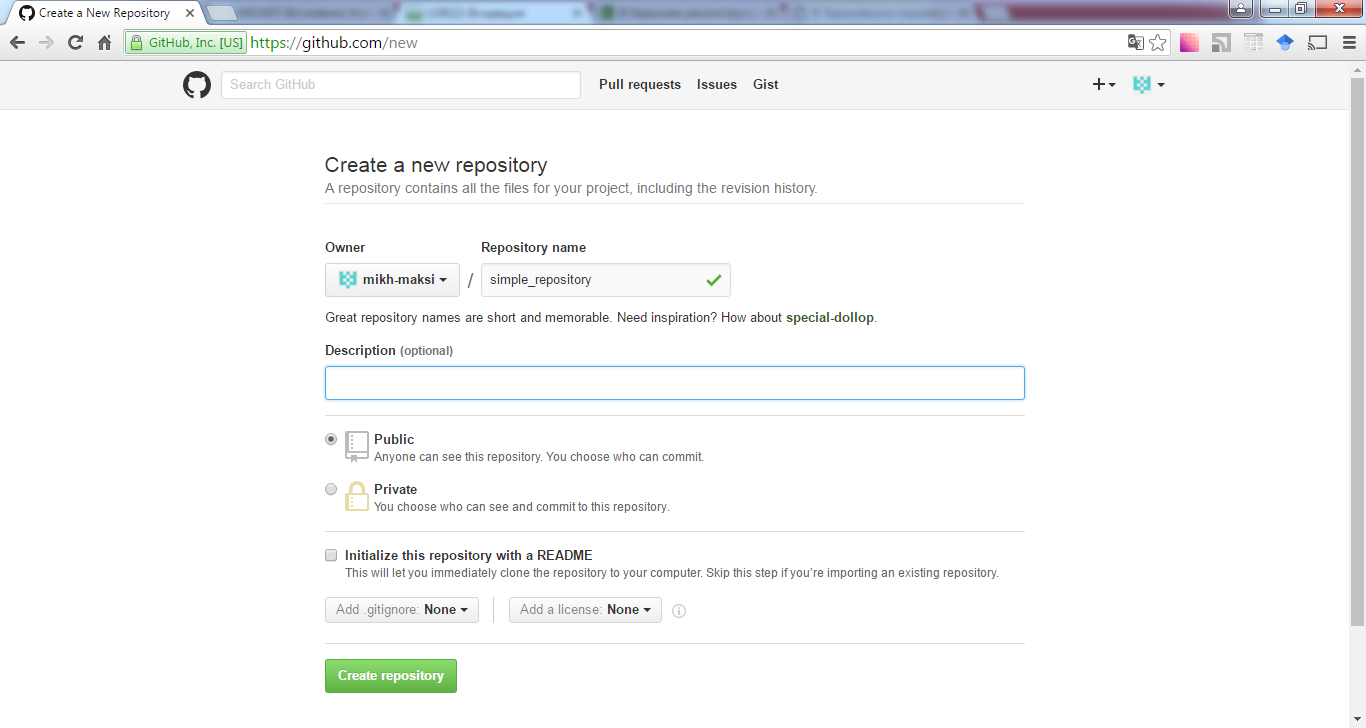 Create a New Repository
GitHub, Inc. [US] https://github.com/new
Search GitHub Pull requests Issues Gist
Create a new repository
A repository contains all the files for your project, including the revision history.
Owner Repository name
mikh-maksi / simple_repository
Great repository names are short and memorable. Need inspiration? How about special-dollop.
Description (optional)
Public
Anyone can see this repository. You choose who can commit.
Private
You choose who can see and commit to this repository.
Initialize this repository with a README
This will let you immediately clone the repository to your computer. Skip this step if you're importing an existing repository.
Add .gitignore: None Add a license: None
Create repository